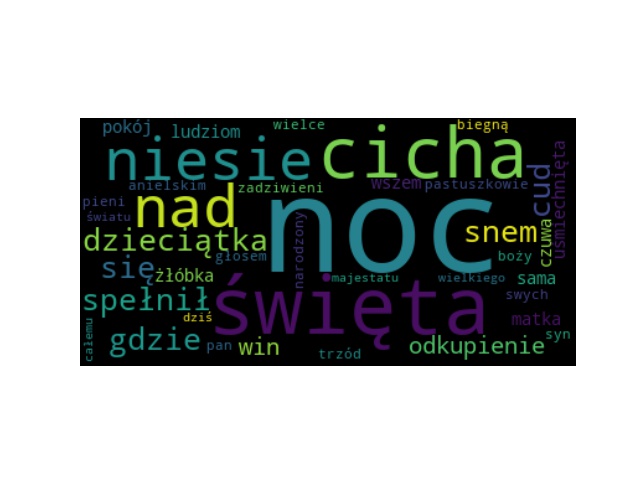 pokój ludziom wielce biegną
niesie cicha
anielskim zadziwieni wszem pastuszkowie cud uśmiechnięta
pieni nad noc
światu
dzieciątka snem czuwa
się żłóbka głosem narodzony boży
majestatu wielkiego sama
spełnił święta swych
dziś matka
całemu gdzie pan win trzód odkupienie syn